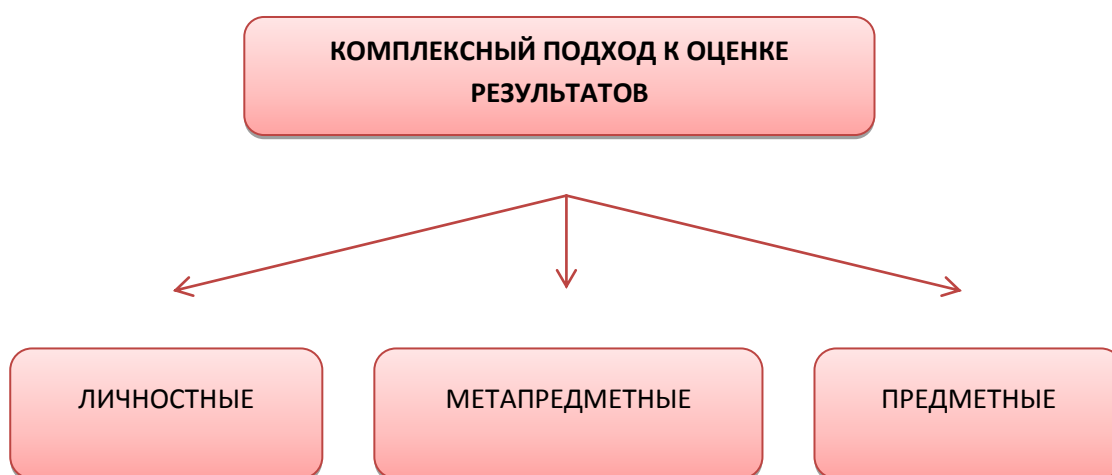 КОМПЛЕКСНЫЙ ПОДХОД К ОЦЕНКЕ
РЕЗУЛЬТАТОВ
ЛИЧНОСТНЫЕ
МЕТАПРЕДМЕТНЫЕ
ПРЕДМЕТНЫЕ